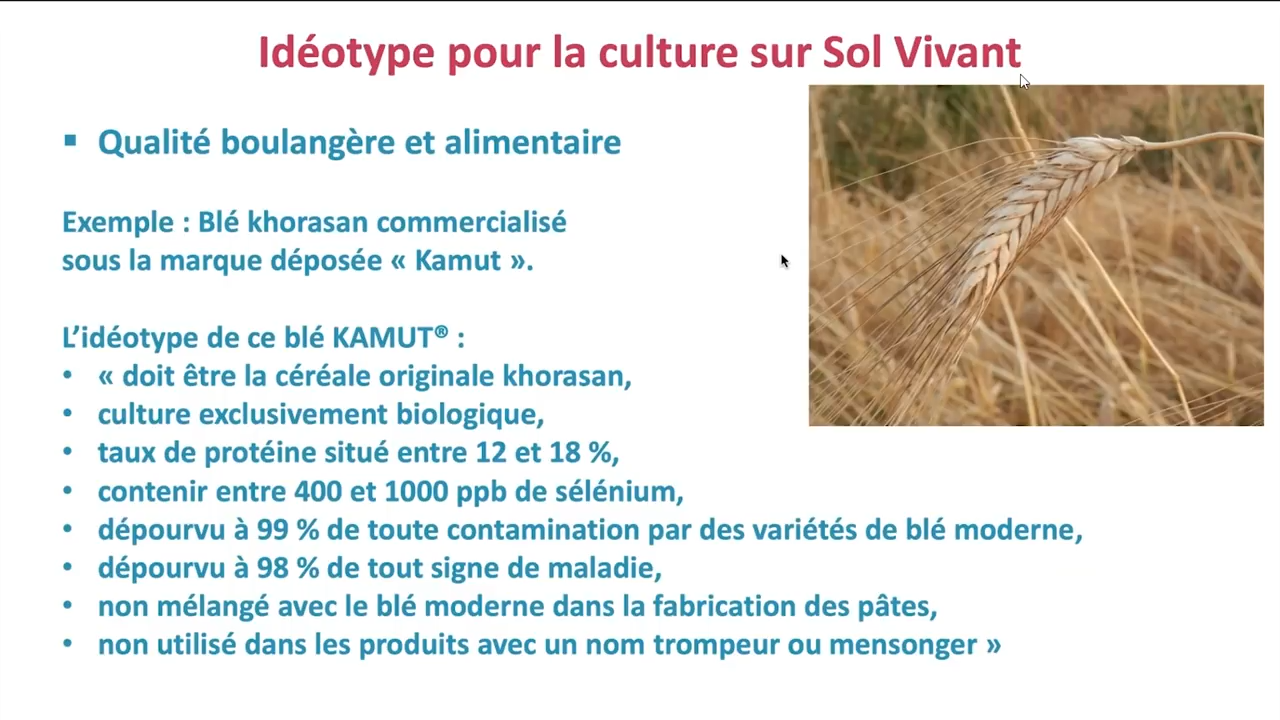 Idéotype pour la culture sur Sol Vivant
▪ Qualité boulangère et alimentaire
Exemple : Blé khorasan commercialisé
sous la marque déposée « Kamut ».
L’idéotype de ce blé KAMUT® :
• « doit être la céréale originale khorasan,
• culture exclusivement biologique,
• taux de protéine situé entre 12 et 18 %,
• contenir entre 400 et 1000 ppb de sélénium,
• dépourvu à 99 % de toute contamination par des variétés de blé moderne,
• dépourvu à 98 % de tout signe de maladie,
• non mélangé avec le blé moderne dans la fabrication des pâtes,
• non utilisé dans les produits avec un nom trompeur ou mensonger »